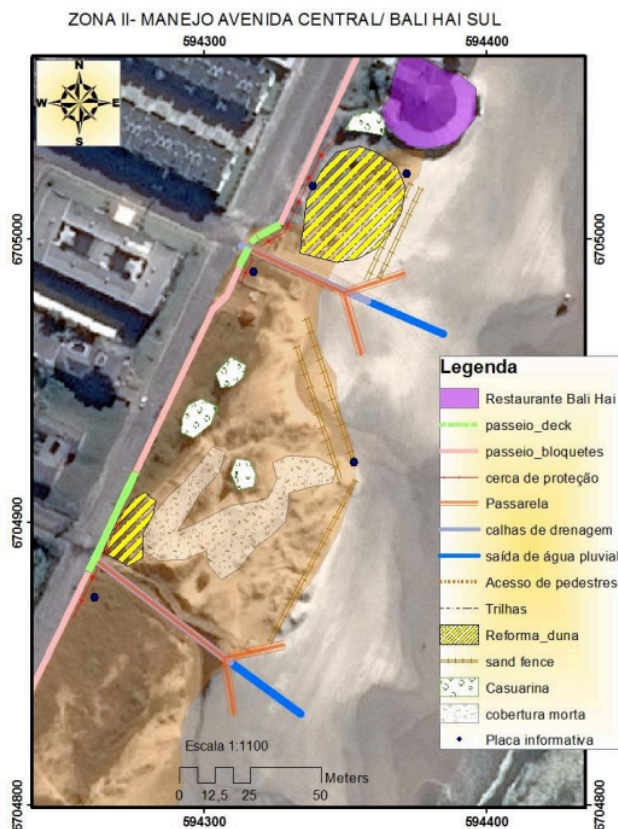 ZONA II- MANEJO AVENIDA CENTRAL/ BALI HAI SUL
594300
594400
N
W
E
S
6705000
6705000
Legenda
Restaurante Bali Hai
passeio_deck
passeio_bloquetes
cerca de proteção
Passarela
calhas de drenagem
saída de água pluvial
Acesso de pedestres
Trilhas
Reforma_duna
sand fence
Casuarina
cobertura morta
Placa informativa
6704900
Escala 1:1100
Meters
0 12,5 25 50
6704800
6704800
594300
594400